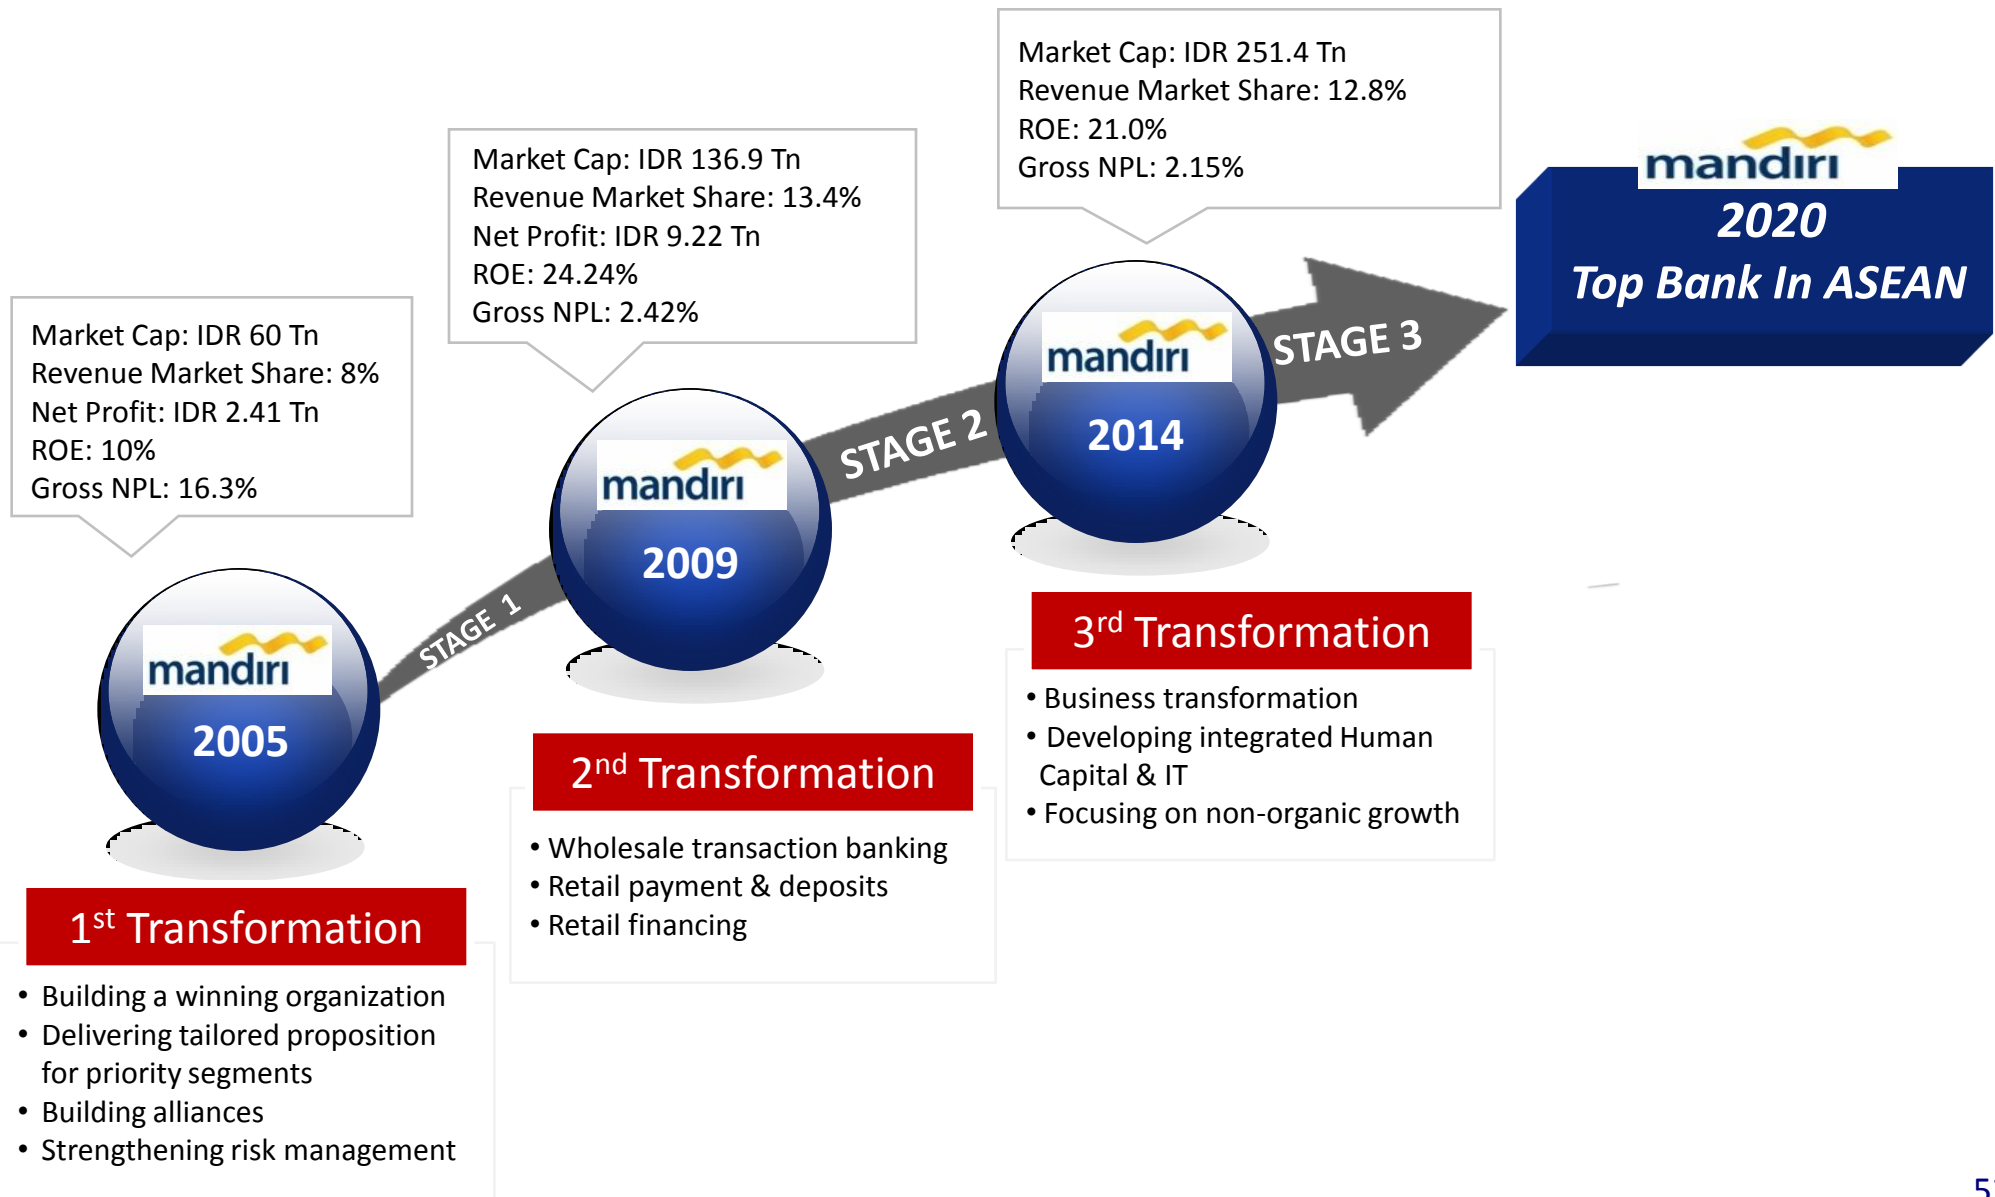 Market Cap: IDR 60 Tn
Revenue Market Share: 8%
Net Profit: IDR 2.41 Tn
ROE: 10%
Gross NPL: 16.3%
mandırı
2005
STAGE 1
1st Transformation
• Building a winning organization
• Delivering tailored proposition
for priority segments
• Building alliances
• Strengthening risk management
Market Cap: IDR 136.9 Tn
Revenue Market Share: 13.4%
Net Profit: IDR 9.22 Tn
ROE: 24.24%
Gross NPL: 2.42%
mandırı
2009
STAGE 2
2nd Transformation
• Wholesale transaction banking
• Retail payment & deposits
• Retail financing
Market Cap: IDR 251.4 Tn
Revenue Market Share: 12.8%
ROE: 21.0%
Gross NPL: 2.15%
mandırı
2014
STAGE 3
3rd Transformation
• Business transformation
• Developing integrated Human
Capital & IT
• Focusing on non-organic growth
mandırı
2020
Top Bank In ASEAN